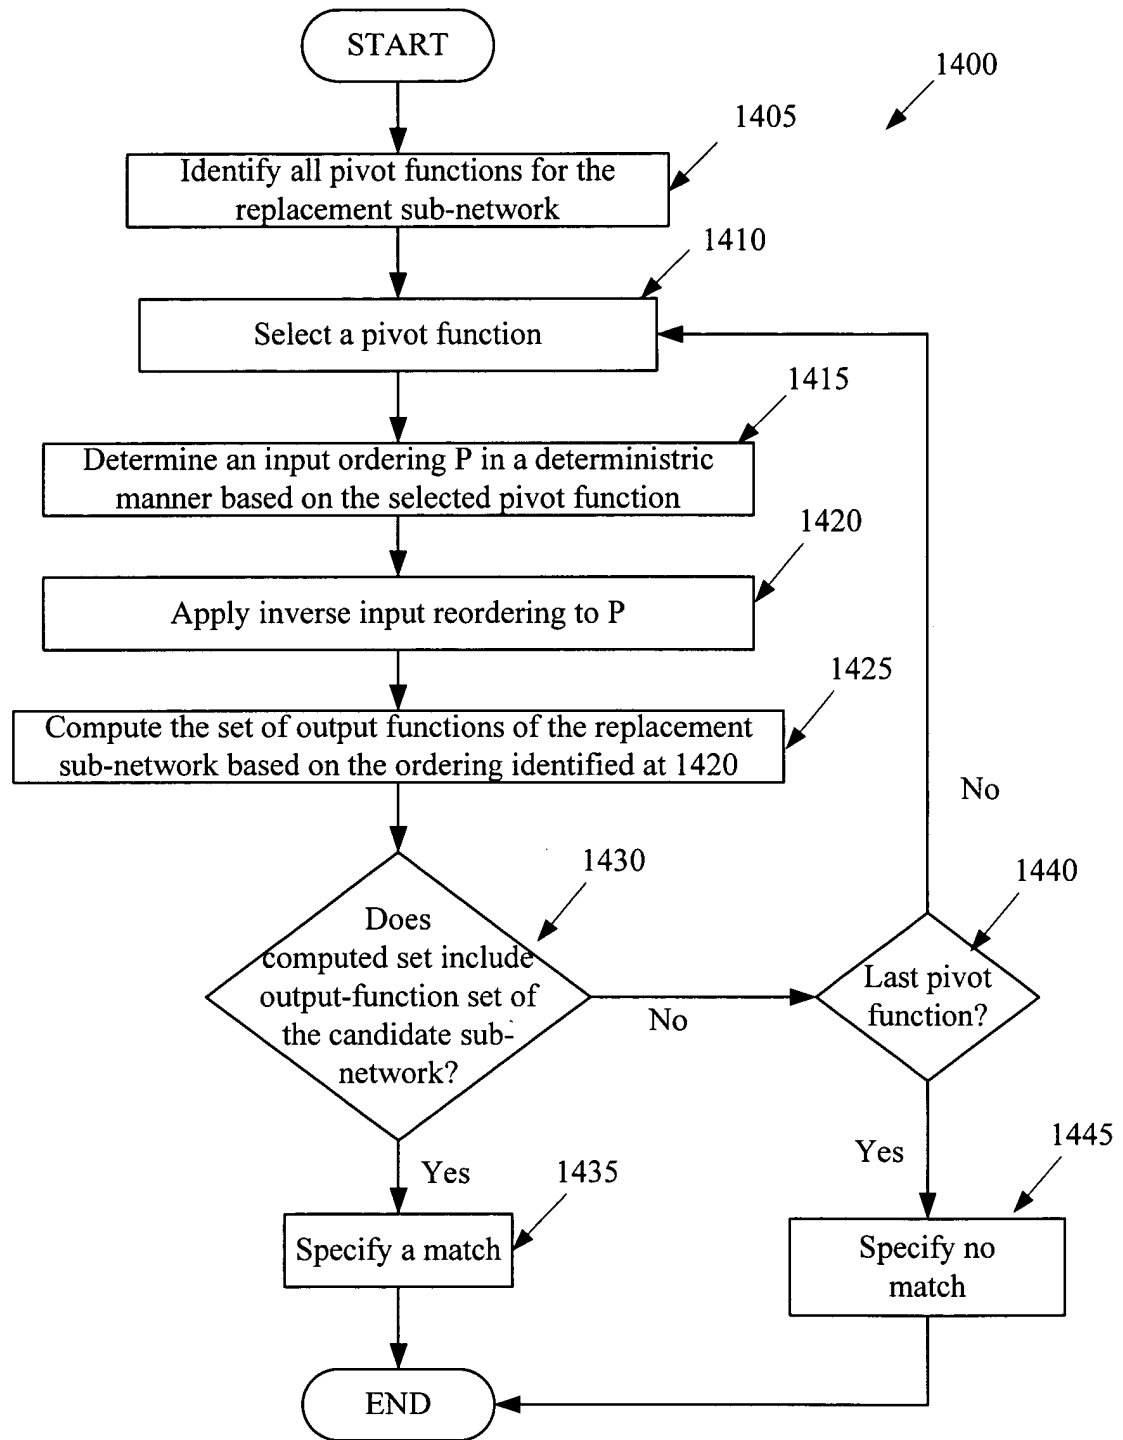 START
1400
1405
Identify all pivot functions for the
replacement sub-network
1410
Select a pivot function
1415
Determine an input ordering P in a deterministric
manner based on the selected pivot function
1420
Apply inverse input reordering to P
1425
Compute the set of output functions of the replacement
sub-network based on the ordering identified at 1420
No
1430
Does
computed set include
output-function set of
the candidate sub-
network?
No
1440
Last pivot
function?
Yes
1435
Specify a match
Yes
1445
Specify no
match
END